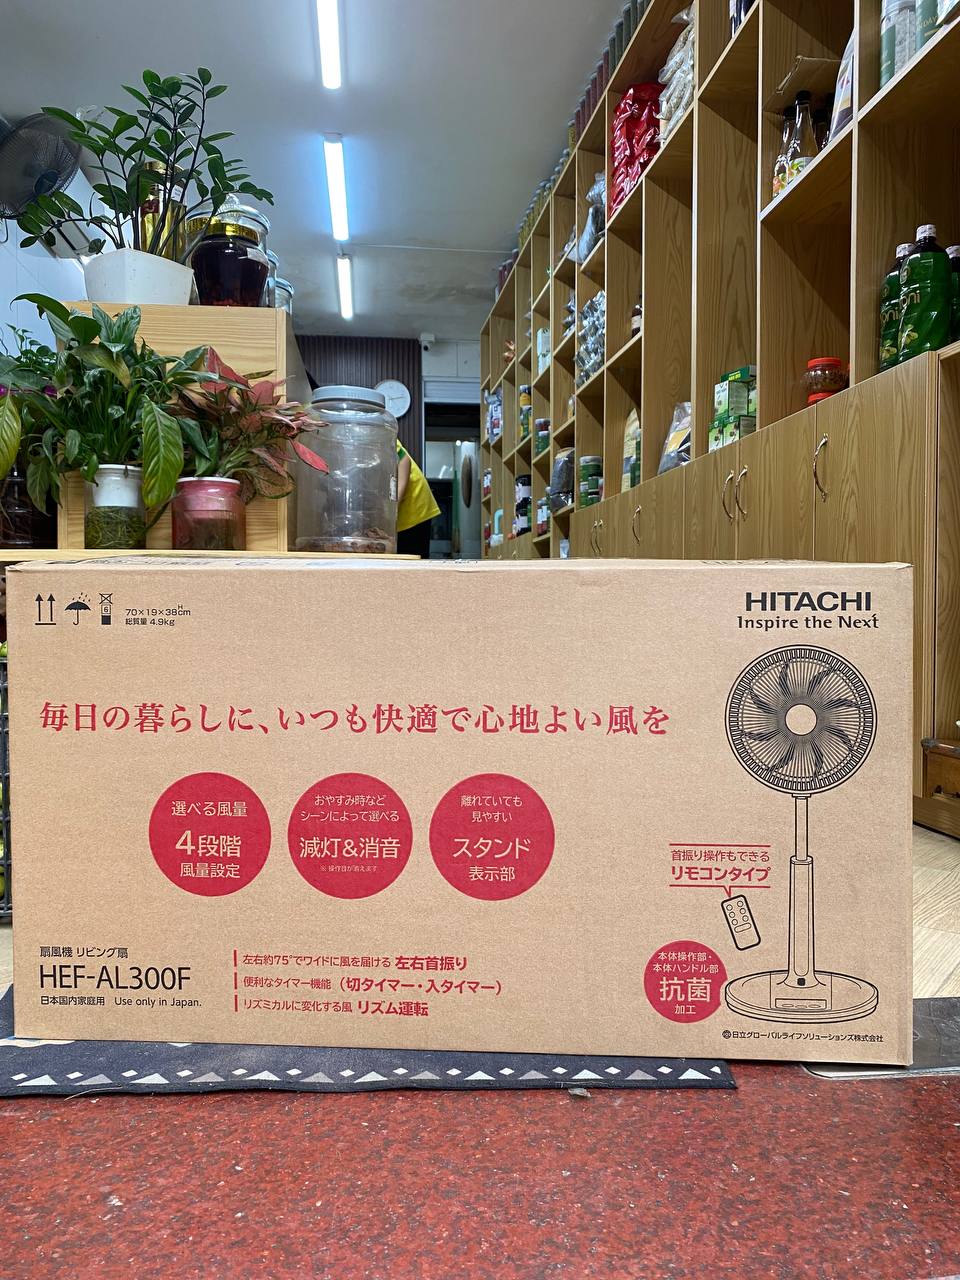 70×19×38cm
H
総質量 4.9kg
6
HITACHI
Inspire the Next
毎日の暮らしに、いつも快適で心地よい風を
選べる風量
4段階
風量設定
おやすみ時など
シーンによって選べる
減灯&消音
※操作音が消えます
離れていても
見やすい
スタンド
表示部
首振り操作もできる
リモコンタイプ
扇風機 リビング扇
HEF-AL300F
日本国内家庭用 Use only in Japan.
左右約75°でワイドに風を届ける 左右首振り
便利なタイマー機能 (切タイマー・入タイマー)
リズミカルに変化する風 リズム運転
本体操作部・
本体ハンドル部
抗菌
加工
日立グローバルライフソリューションズ株式会社